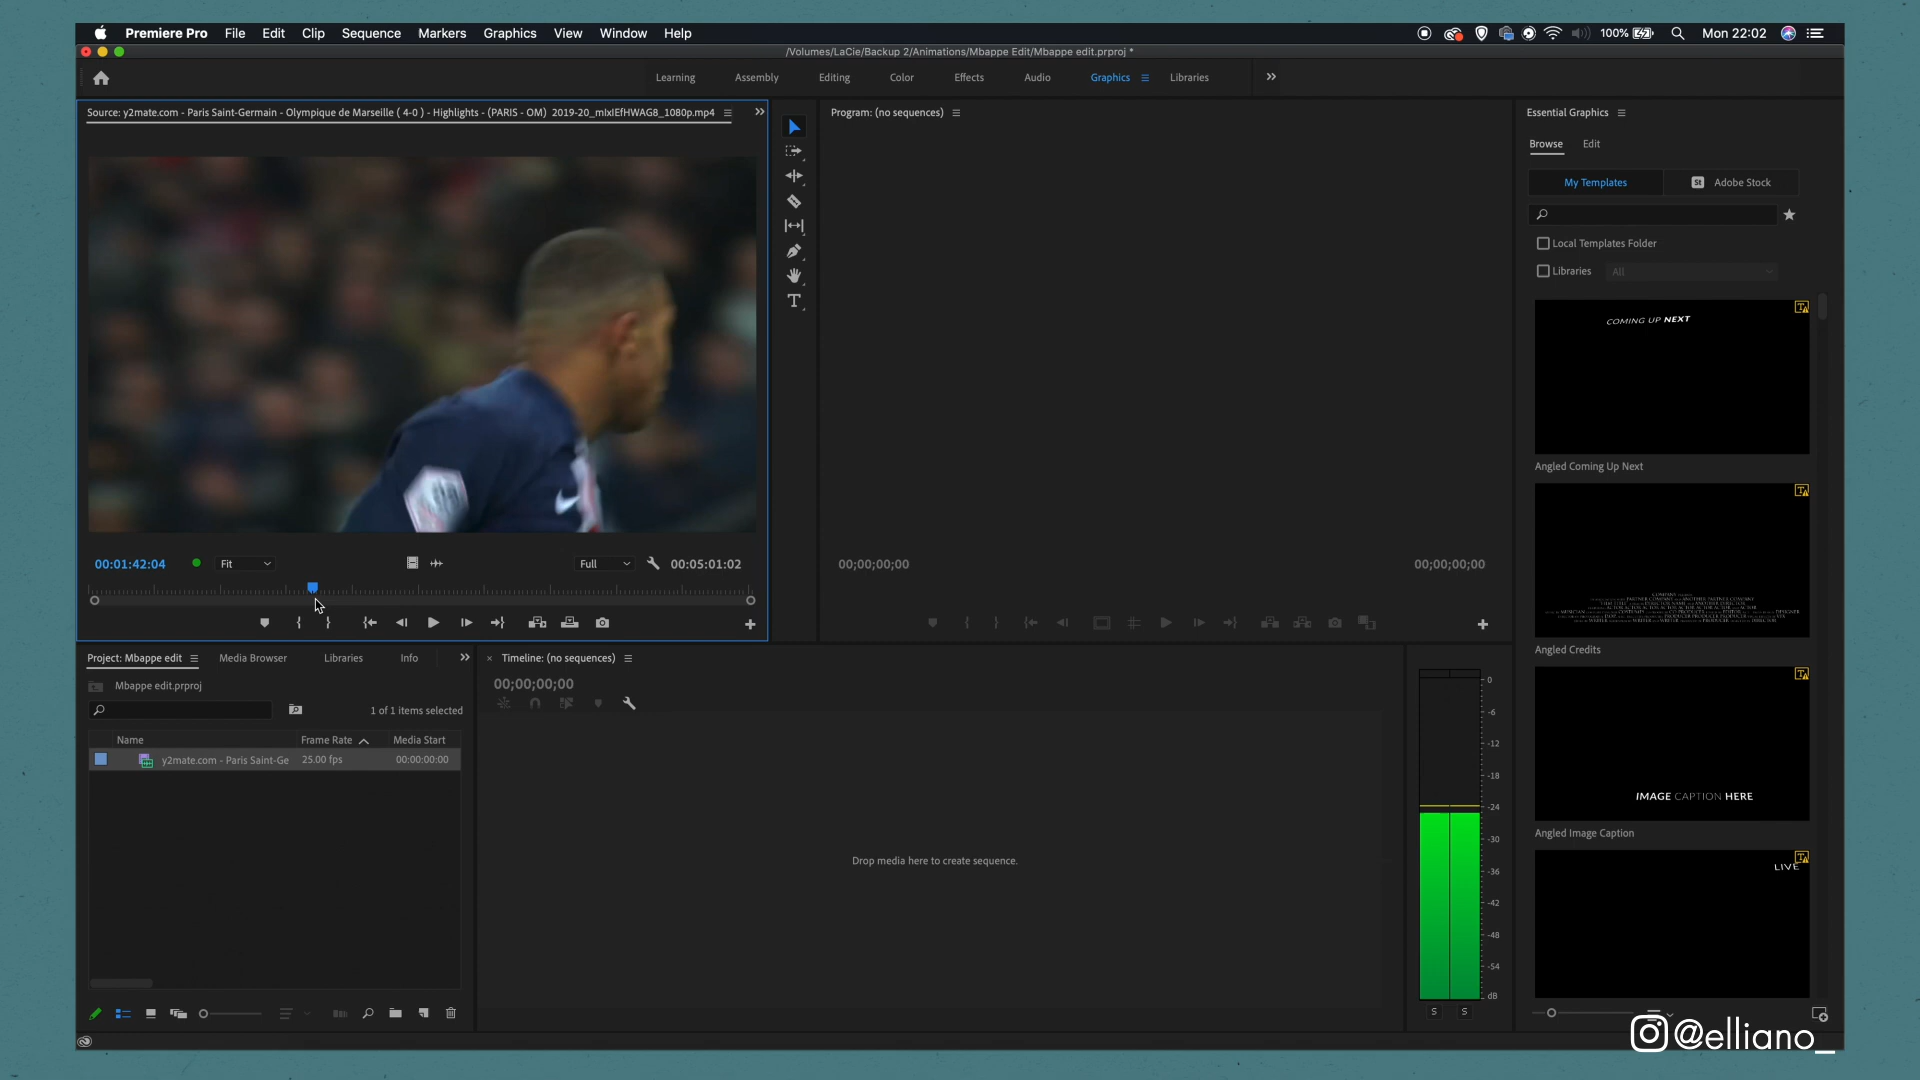 Premiere Pro File Edit Clip Sequence Markers Graphics View Window Help
100% Mon 22:02
/Volumes/LaCie/Backup 2/Animations/Mbappe Edit/Mbappe edit.prproj *
Learning Assembly Editing Color Effects Audio Graphics Libraries
Source: y2mate.com - Paris Saint-Germain - Olympique de Marseille ( 4-0 ) - Highlights - (PARIS - OM) 2019-20_mIxIEfHWAG8_1080p.mp4
Program: (no sequences)
Essential Graphics
Browse Edit
My Templates St Adobe Stock
Local Templates Folder
Libraries All
COMING UP NEXT
Angled Coming Up Next
Angled Credits
IMAGE CAPTION HERE
Angled Image Caption
LIVE
00:01:42:04 Fit Full 00:05:01:02
00;00;00;00 00;00;00;00
Project: Mbappe edit Media Browser Libraries Info
Mbappe edit.prproj
1 of 1 items selected
Name Frame Rate Media Start
y2mate.com - Paris Saint-Ge 25.00 fps 00:00:00:00
Timeline: (no sequences)
00;00;00;00
Drop media here to create sequence.
0
-6
-12
-18
-24
-30
-36
-42
-48
-54
dB
S S
@elliano_